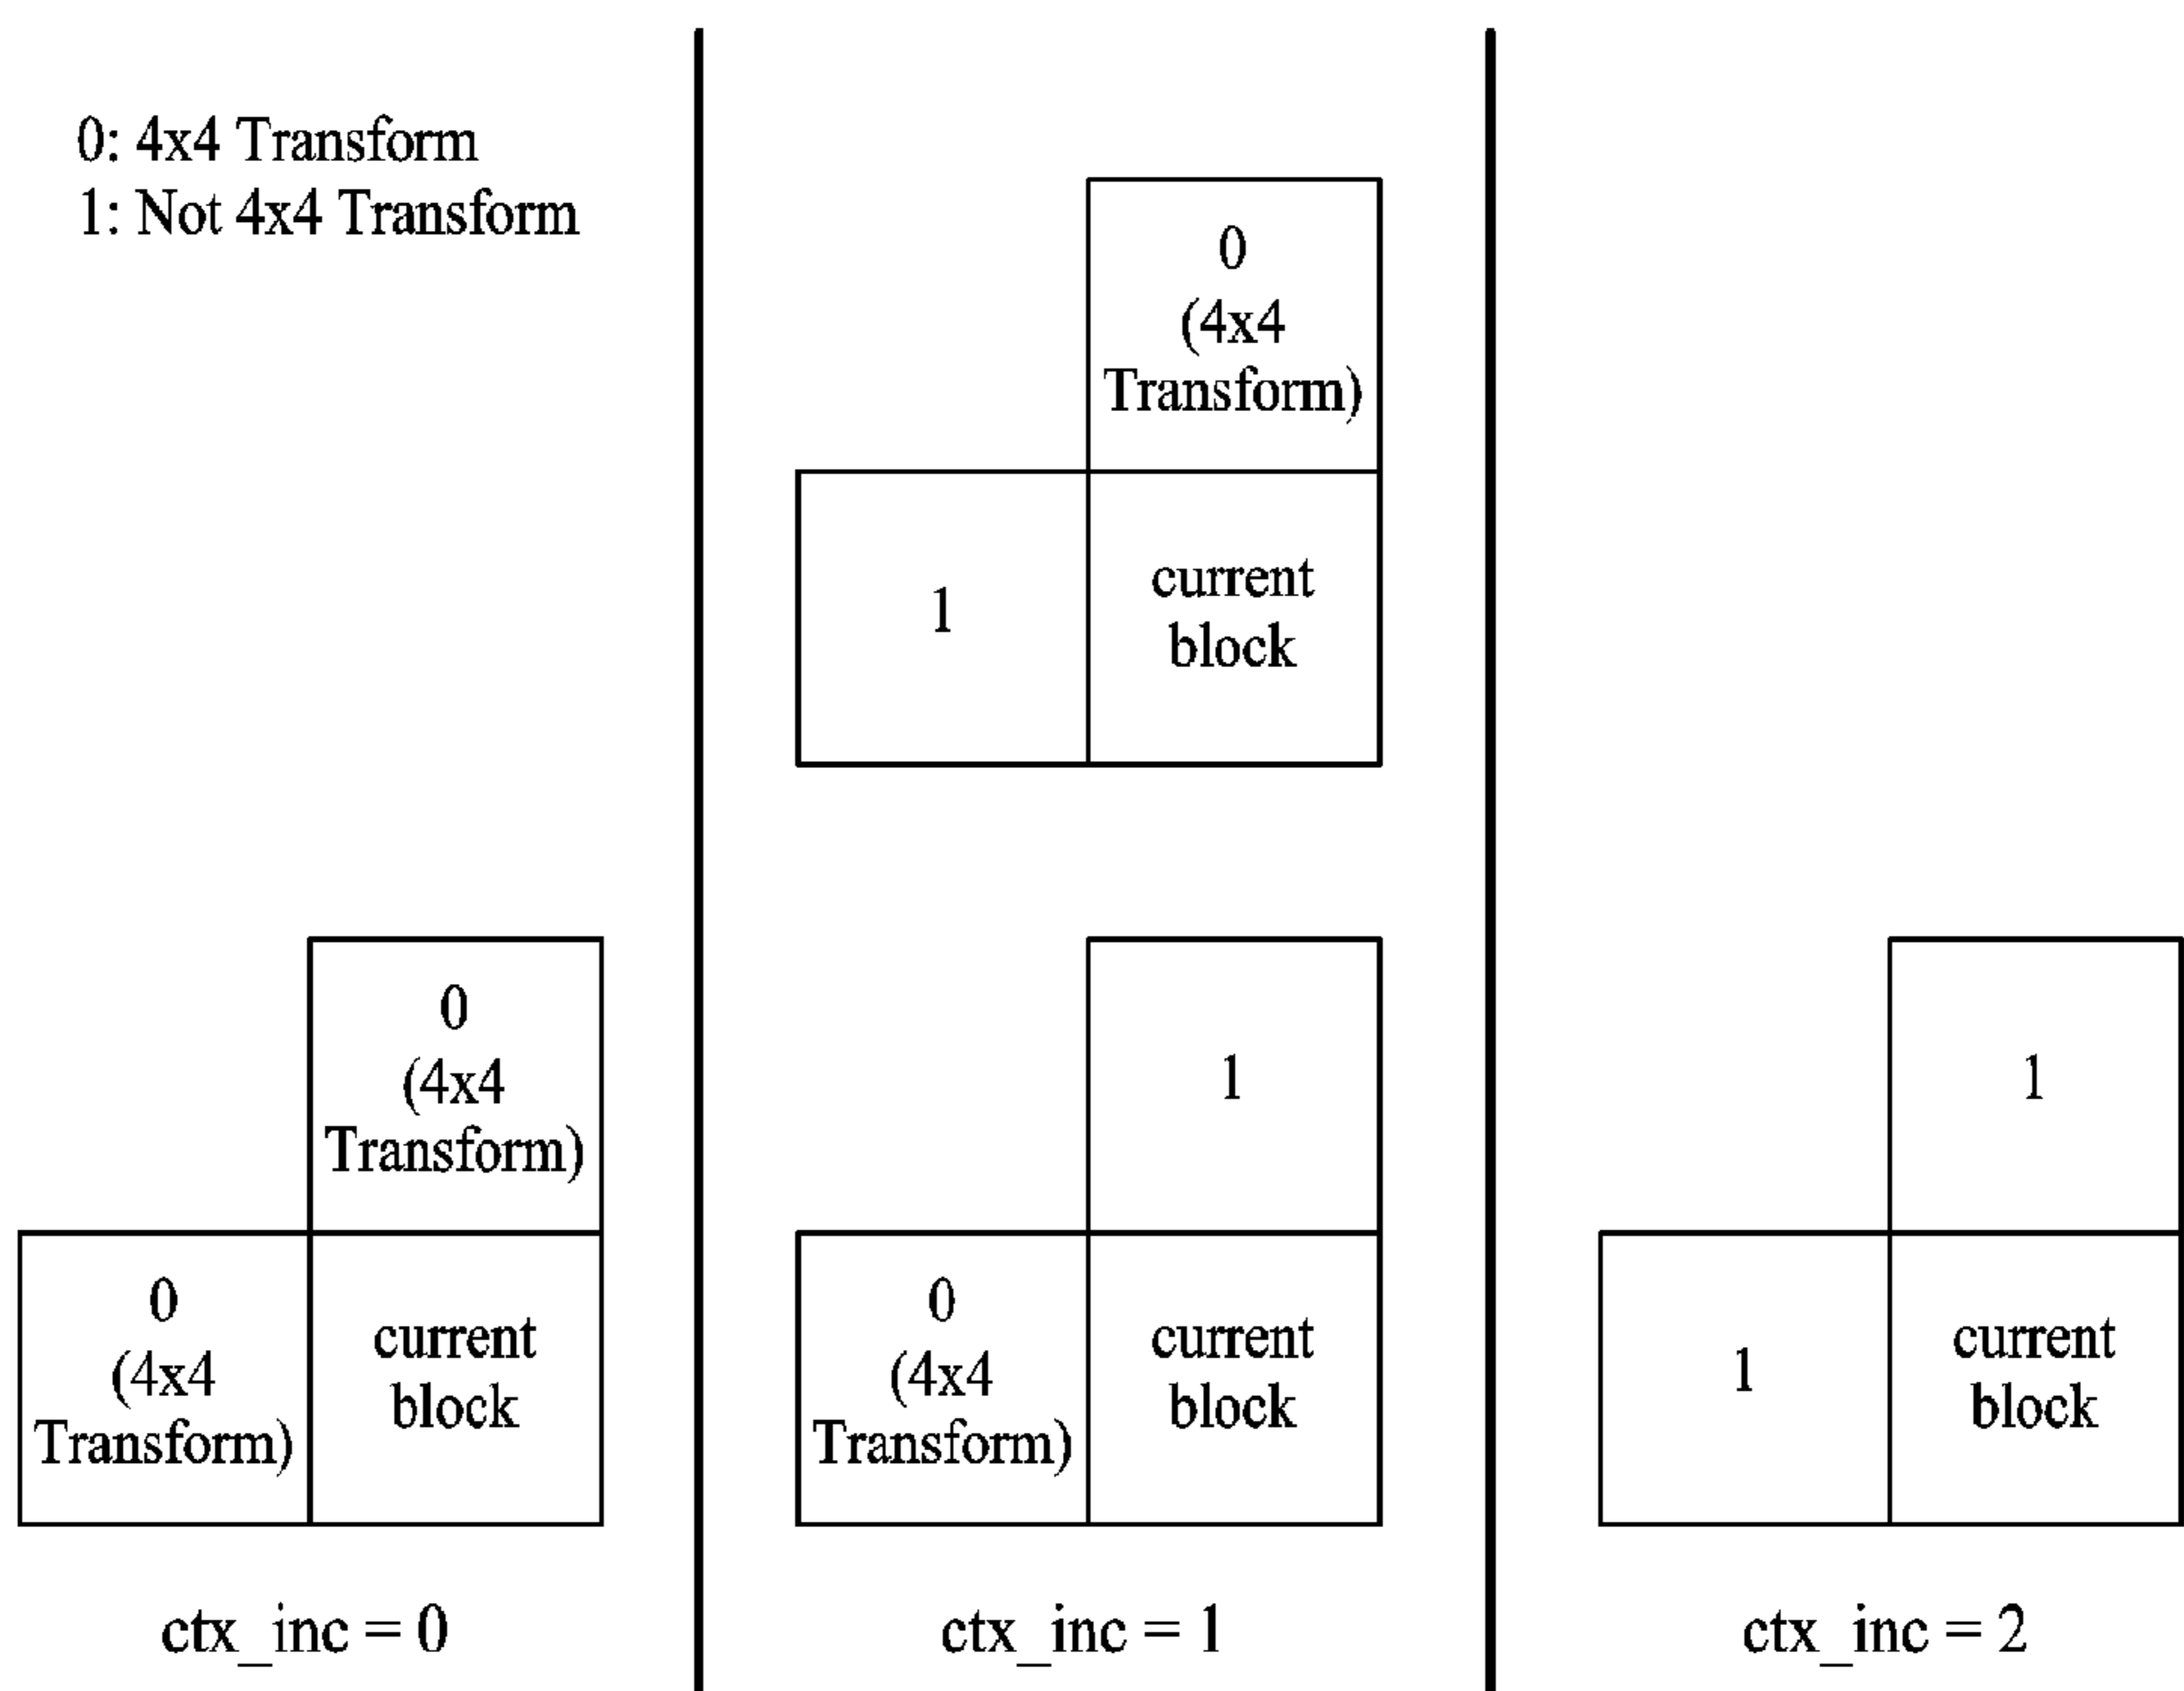 0: 4x4 Transform
1: Not 4x4 Transform
0
(4x4
Transform)
0
(4x4
Transform)
current
block
ctx_inc = 0
0
(4x4
Transform)
1
current
block
1
0
(4x4
Transform)
current
block
ctx_inc = 1
1
1
current
block
ctx_inc = 2